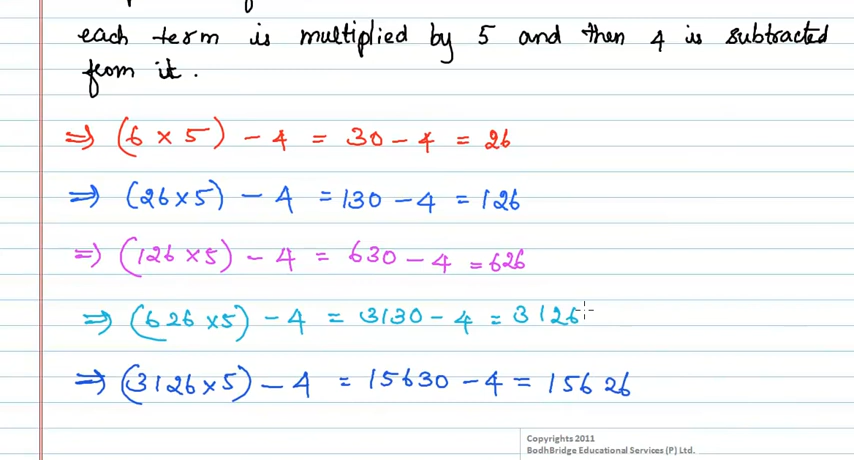 each term is multiplied by 5 and then 4 is subtracted
from it.
⇒ (6 × 5) - 4 = 30 - 4 = 26
⇒ (26 × 5) - 4 = 130 - 4 = 126
⇒ (126 × 5) - 4 = 630 - 4 = 626
⇒ (626 × 5) - 4 = 3130 - 4 = 3126
⇒ (3126 × 5) - 4 = 15630 - 4 = 15626
Copyrights 2011
BodhBridge Educational Services (P) Ltd.